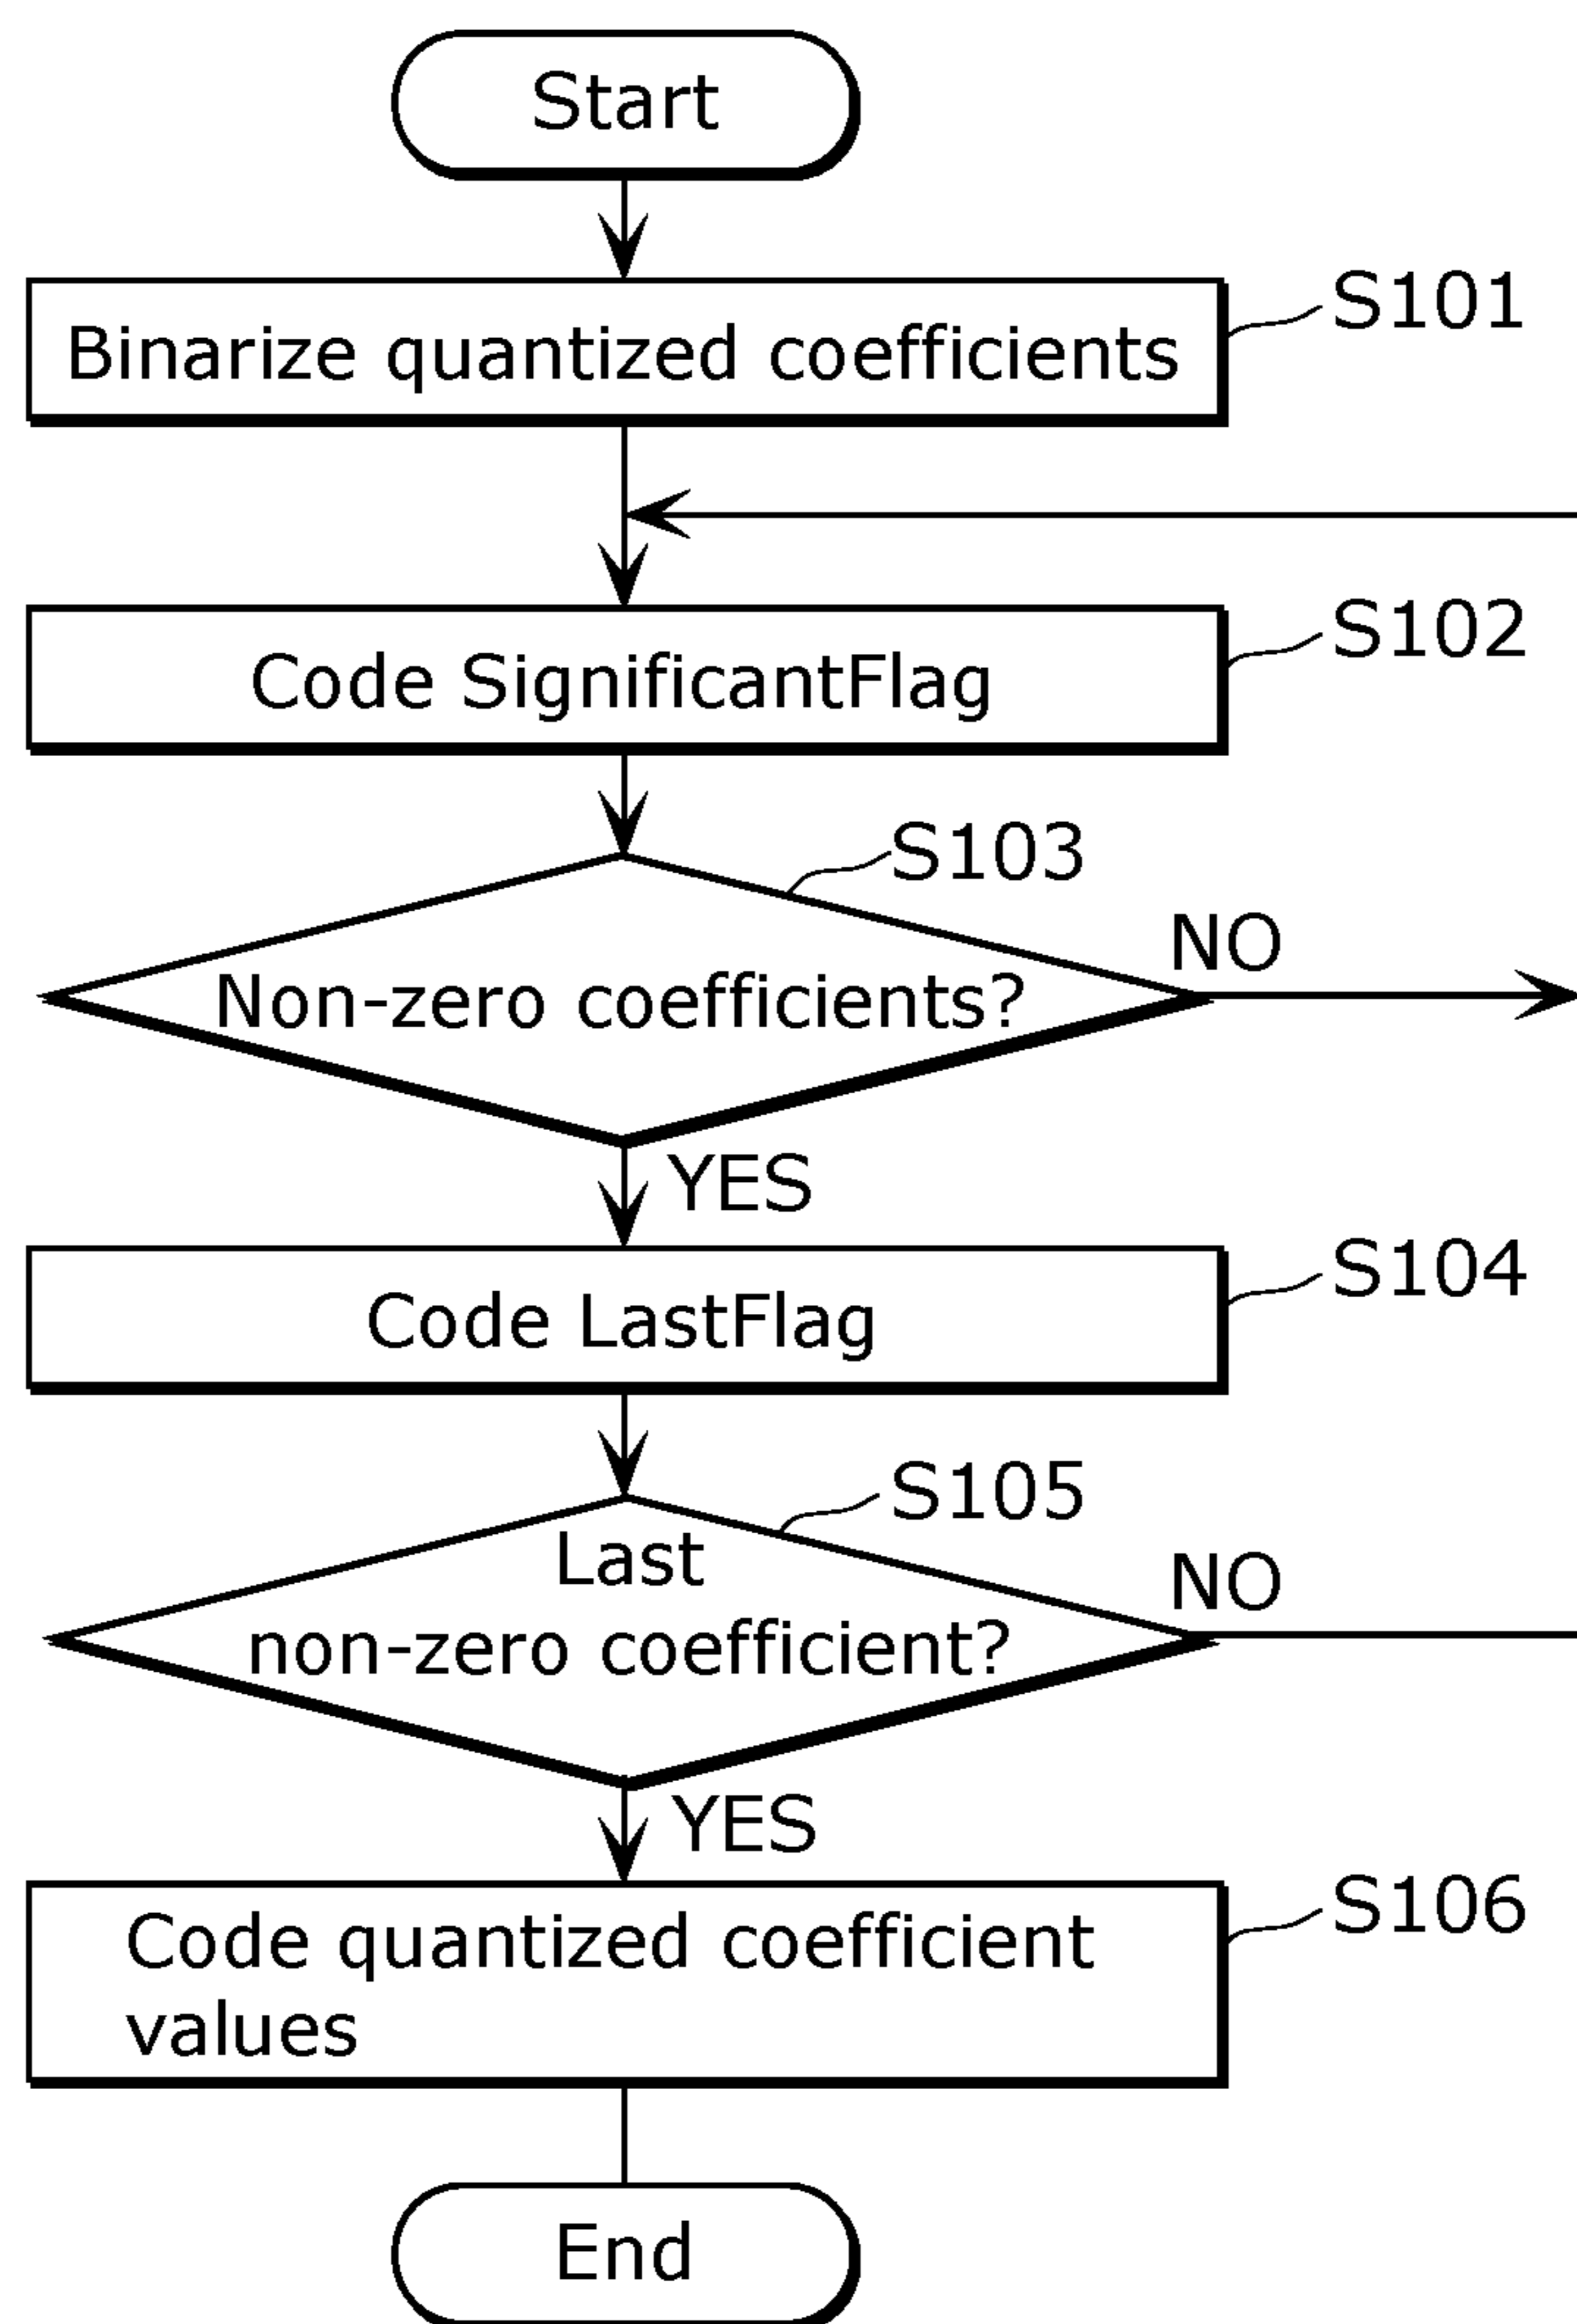 Start
Binarize quantized coefficients
S101
Code SignificantFlag
S102
S103
Non-zero coefficients?
NO
YES
Code LastFlag
S104
S105
Last
non-zero coefficient?
NO
YES
Code quantized coefficient
values
S106
End